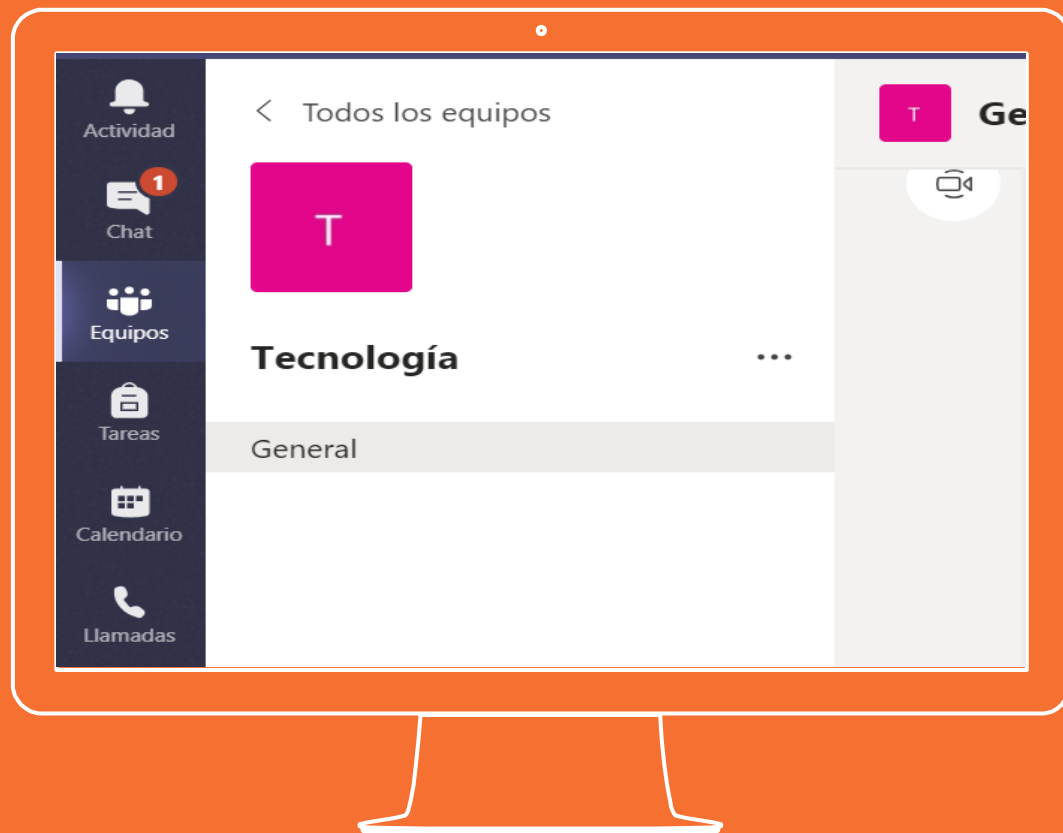 Actividad
1
Chat
Equipos
Tareas
Calendario
Llamadas
Todos los equipos
T
Tecnología
General
T
Ge